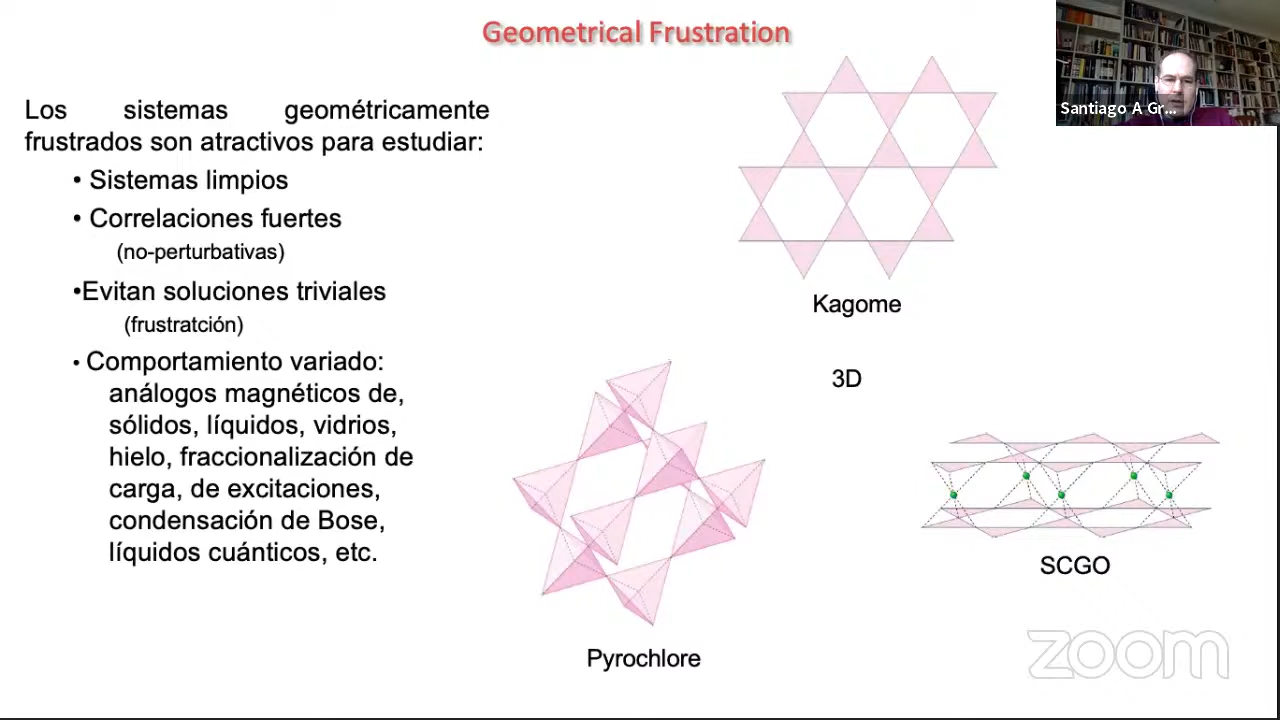 Geometrical Frustration
Santiago A Gr...
Los sistemas geométricamente
frustrados son atractivos para estudiar:
• Sistemas limpios
• Correlaciones fuertes
(no-perturbativas)
•Evitan soluciones triviales
(frustratción)
• Comportamiento variado:
análogos magnéticos de,
sólidos, líquidos, vidrios,
hielo, fraccionalización de
carga, de excitaciones,
condensación de Bose,
líquidos cuánticos, etc.
Kagome
3D
SCGO
Pyrochlore
zoom